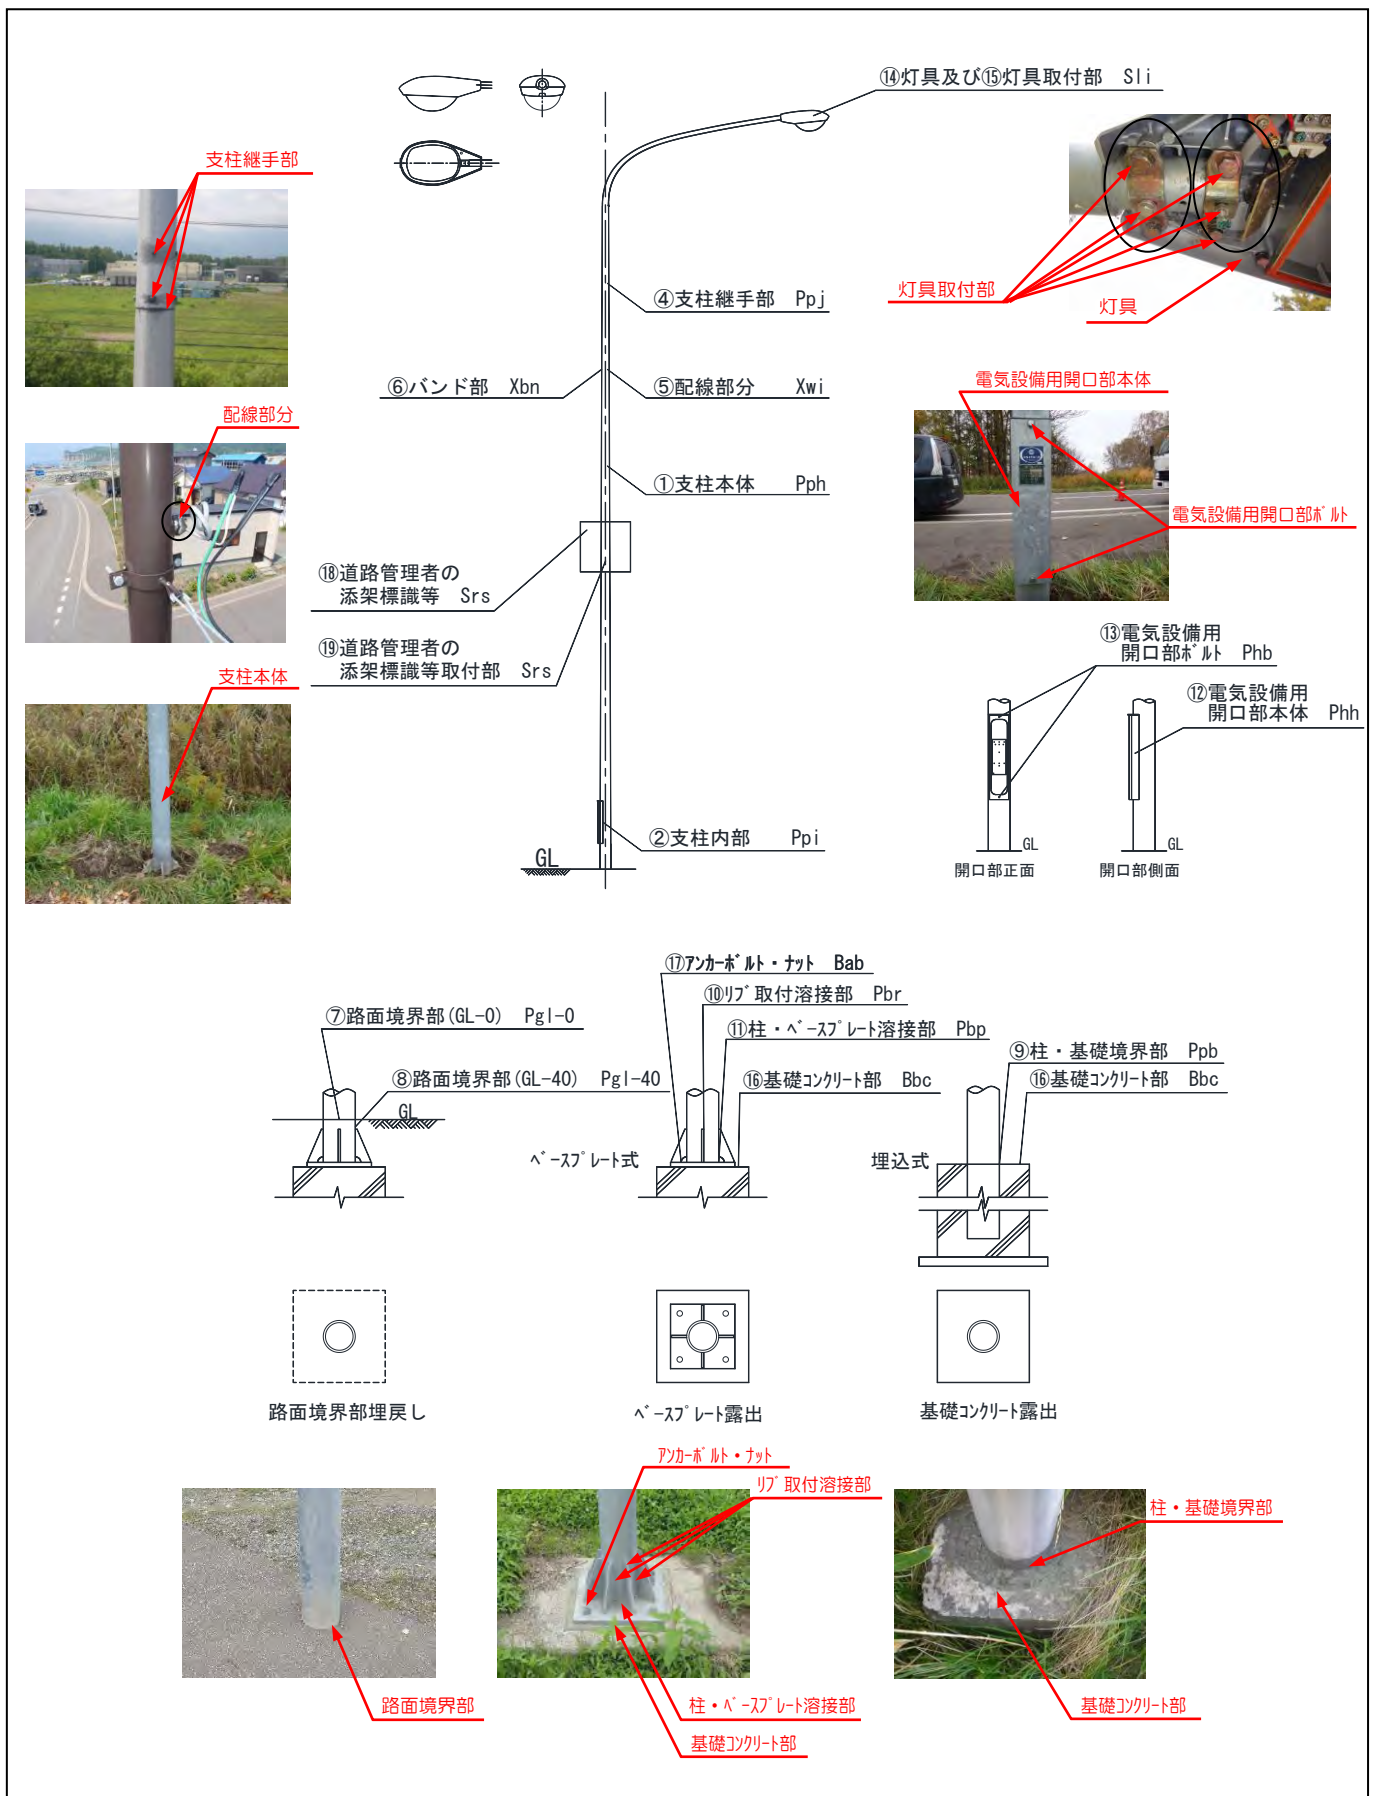 ⑭灯具及び⑮灯具取付部 Sli
支柱継手部
灯具取付部
灯具
④支柱継手部 Ppj
⑥バンド部 Xbn
⑤配線部分 Xwi
電気設備用開口部本体
配線部分
①支柱本体 Pph
電気設備用開口部ﾎﾞﾙﾄ
⑱道路管理者の
添架標識等 Srs
⑲道路管理者の
添架標識等取付部 Srs
⑬電気設備用
開口部ﾎﾞﾙﾄ Phb
支柱本体
⑫電気設備用
開口部本体 Phh
②支柱内部 Ppi
GL
GL
GL
開口部正面
開口部側面
⑰ｱﾝｶｰﾎﾞﾙﾄ・ﾅｯﾄ Bab
⑩ﾘﾌﾞ取付溶接部 Pbr
⑦路面境界部(GL-0) Pgl-0
⑪柱・ﾍﾞｰｽﾌﾟﾚｰﾄ溶接部 Pbp
⑨柱・基礎境界部 Ppb
⑧路面境界部(GL-40) Pgl-40
⑯基礎ｺﾝｸﾘｰﾄ部 Bbc
⑯基礎ｺﾝｸﾘｰﾄ部 Bbc
GL
ﾍﾞｰｽﾌﾟﾚｰﾄ式
埋込式
路面境界部埋戻し
ﾍﾞｰｽﾌﾟﾚｰﾄ露出
基礎ｺﾝｸﾘｰﾄ露出
ｱﾝｶｰﾎﾞﾙﾄ・ﾅｯﾄ
ﾘﾌﾞ取付溶接部
柱・基礎境界部
路面境界部
柱・ﾍﾞｰｽﾌﾟﾚｰﾄ溶接部
基礎ｺﾝｸﾘｰﾄ部
基礎ｺﾝｸﾘｰﾄ部